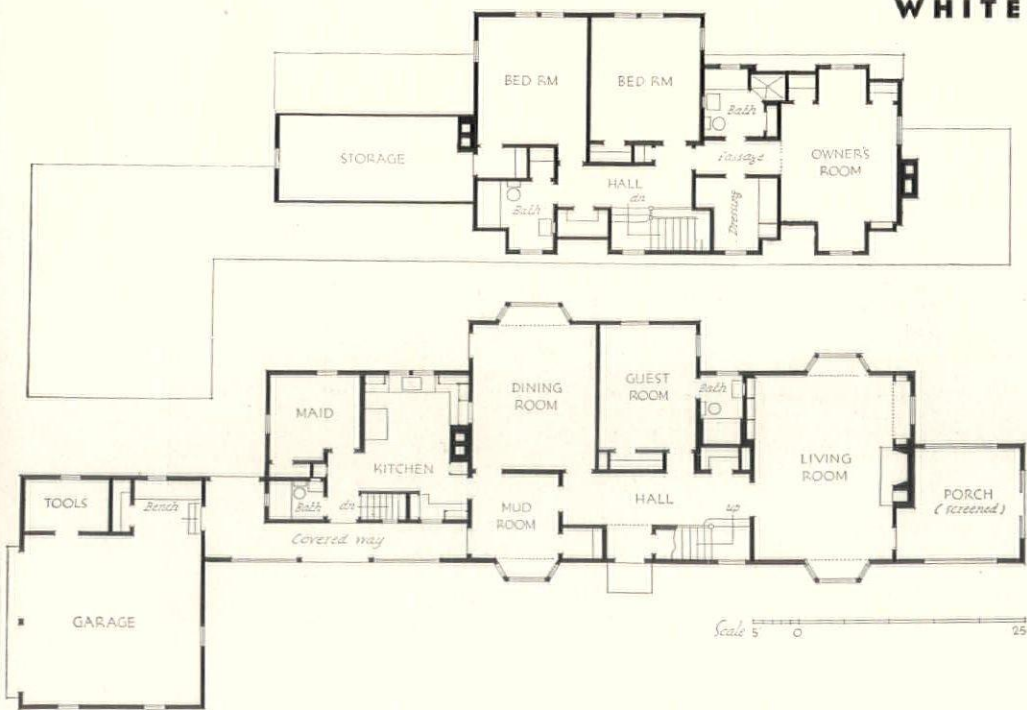 WHITE
BED RM
BED RM
Bath
STORAGE
Passage
OWNER'S
ROOM
HALL
dn
Bath
Dressing
DINING
ROOM
GUEST
ROOM
Bath
MAID
KITCHEN
LIVING
ROOM
TOOLS
Bench
Bath
dn
MUD
ROOM
HALL
up
PORCH
(screened)
Covered Way
GARAGE
Scale 5 0 25